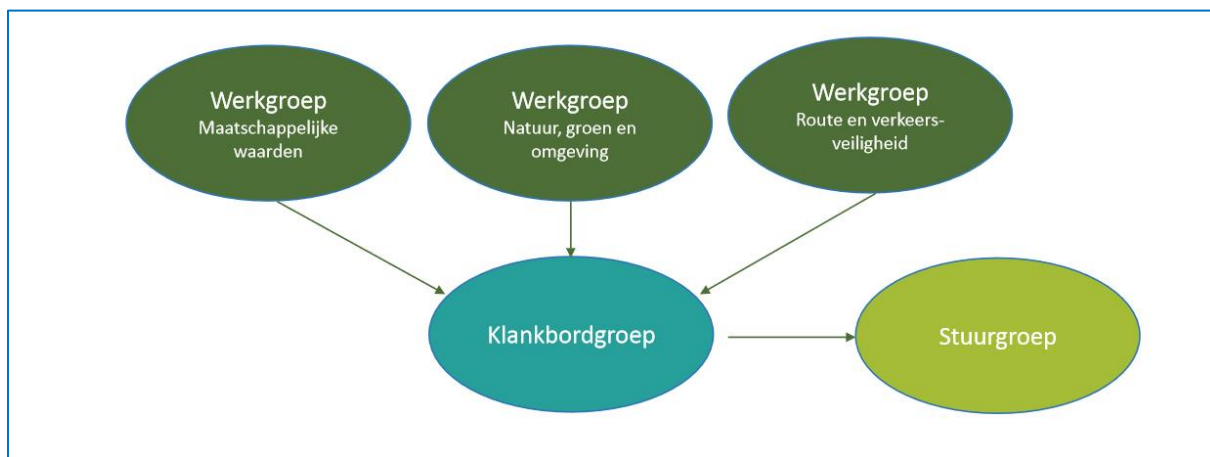 Werkgroep
Maatschappelijke
waarden
Werkgroep
Natuur, groen en
omgeving
Werkgroep
Route en verkeers-
veiligheid
Klankbordgroep
Stuurgroep